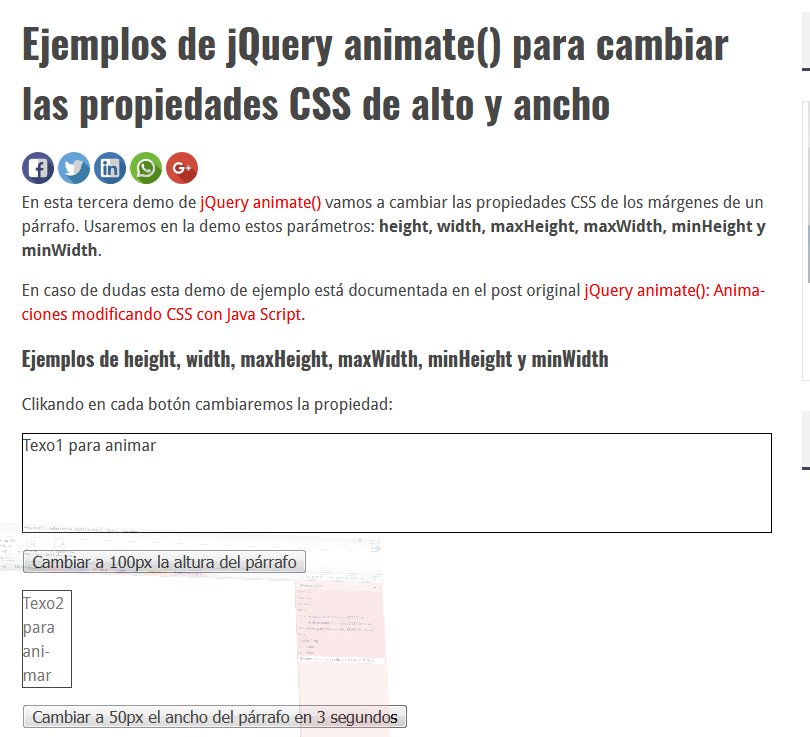 Ejemplos de jQuery animate() para cambiar
las propiedades CSS de alto y ancho
En esta tercera demo de jQuery animate() vamos a cambiar las propiedades CSS de los márgenes de un
párrafo. Usaremos en la demo estos parámetros: height, width, maxHeight, maxWidth, minHeight y
minWidth.
En caso de dudas esta demo de ejemplo está documentada en el post original jQuery animate(): Anima-
ciones modificando CSS con Java Script.
Ejemplos de height, width, maxHeight, maxWidth, minHeight y minWidth
Clikando en cada botón cambiaremos la propiedad:
Texo1 para animar
Cambiar a 100px la altura del párrafo
Texo2
para
ani-
mar
Cambiar a 50px el ancho del párrafo en 3 segundos